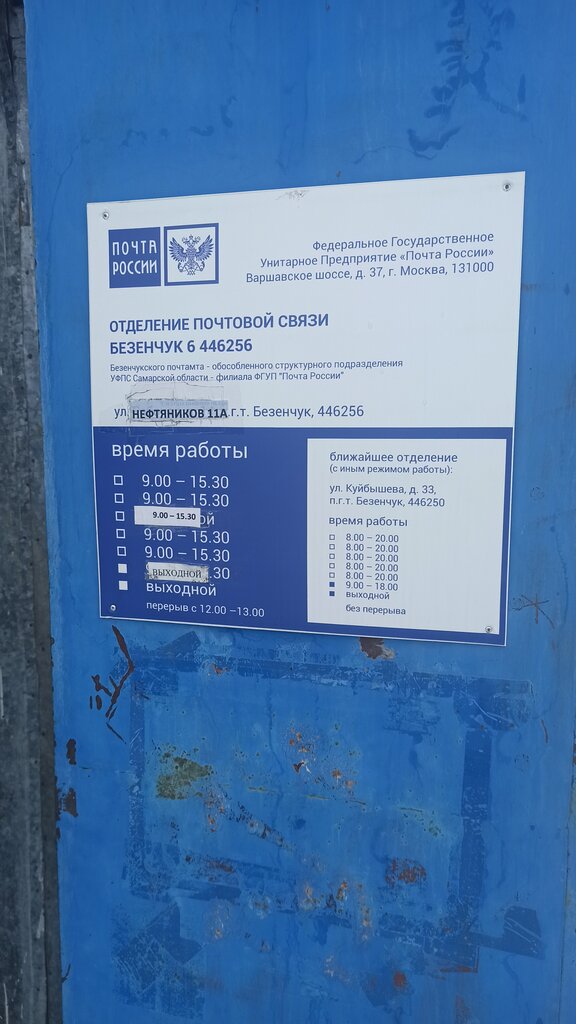 ПОЧТА
РОССИИ
Федеральное Государственное
Унитарное Предприятие «Почта России»
Варшавское шоссе, д. 37, г. Москва, 131000
ОТДЕЛЕНИЕ ПОЧТОВОЙ СВЯЗИ
БЕЗЕНЧУК 6 446256
Безенчукского почтамта - обособленного структурного подразделения
УФПС Самарской области - филиала ФГУП "Почта России"
ул. НЕФТЯНИКОВ 11А.г.т. Безенчук, 446256
время работы
9.00 – 15.30
9.00 – 15.30
9.00 – 15.30 ой
9.00 – 15.30
9.00 – 15.30
ВЫХОДНОЙ .30
выходной
перерыв с 12.00 –13.00
ближайшее отделение
(с иным режимом работы):
ул. Куйбышева, д. 33,
п.г.т. Безенчук, 446250
время работы
8.00 – 20.00
8.00 – 20.00
8.00 – 20.00
8.00 – 20.00
8.00 – 20.00
9.00 – 18.00
выходной
без перерыва